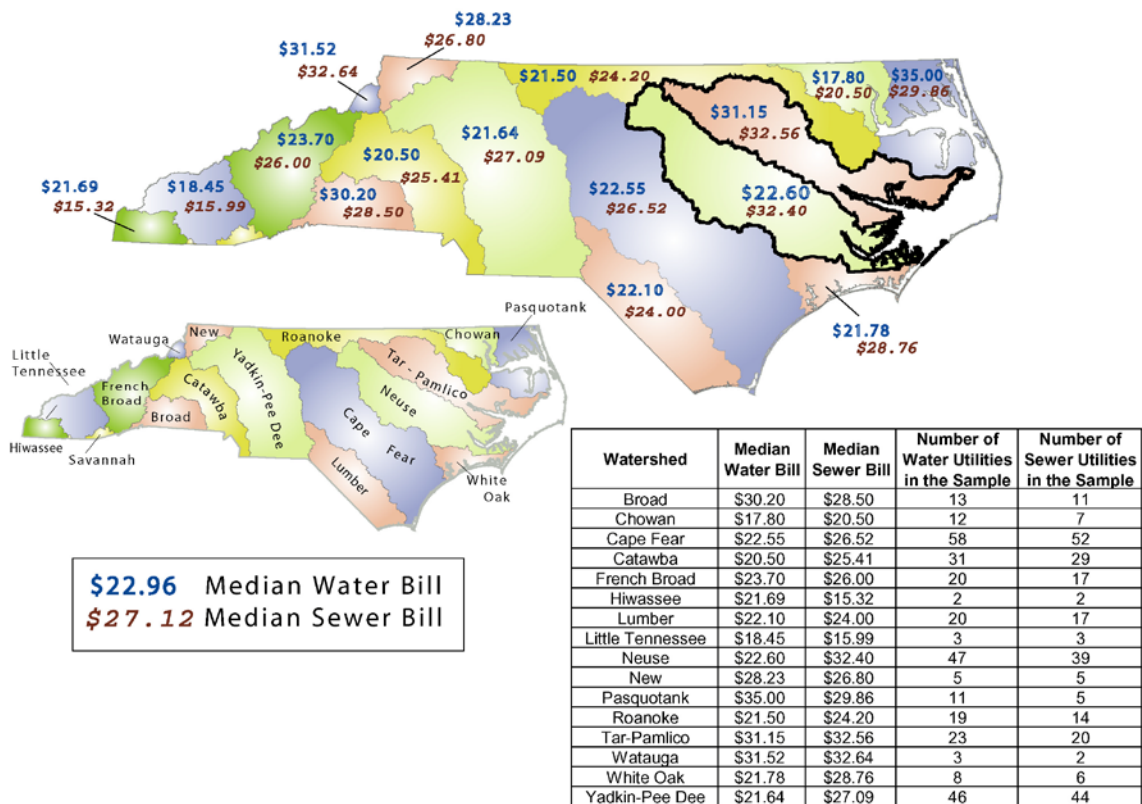 $28.23
$26.80
$31.52
$32.64
$21.50 $24.20
$17.80
$20.50
$35.00
$29.86
$31.15
$32.56
$23.70
$26.00
$21.64
$27.09
$20.50
$25.41
$21.69
$15.32
$18.45
$15.99
$30.20
$28.50
$22.55
$26.52
$22.60
$32.40
$22.10
$24.00
$21.78
$28.76
Pasquotank
New
Watauga
Roanoke
Chowan
Little
Tennessee
French
Broad
Yadkin-Pee Dee
Tar - Pamlico
Catawba
Neuse
Broad
Cape Fear
Hiwassee
Savannah
Lumber
White
Oak
$22.96 Median Water Bill
$27.12 Median Sewer Bill
Watershed | Median Water Bill | Median Sewer Bill | Number of Water Utilities in the Sample | Number of Sewer Utilities in the Sample
Broad $30.20 $28.50 13 11
Chowan $17.80 $20.50 12 7
Cape Fear $22.55 $26.52 58 52
Catawba $20.50 $25.41 31 29
French Broad $23.70 $26.00 20 17
Hiwassee $21.69 $15.32 2 2
Lumber $22.10 $24.00 20 17
Little Tennessee $18.45 $15.99 3 3
Neuse $22.60 $32.40 47 39
New $28.23 $26.80 5 5
Pasquotank $35.00 $29.86 11 5
Roanoke $21.50 $24.20 19 14
Tar-Pamlico $31.15 $32.56 23 20
Watauga $31.52 $32.64 3 2
White Oak $21.78 $28.76 8 6
Yadkin-Pee Dee $21.64 $27.09 46 44